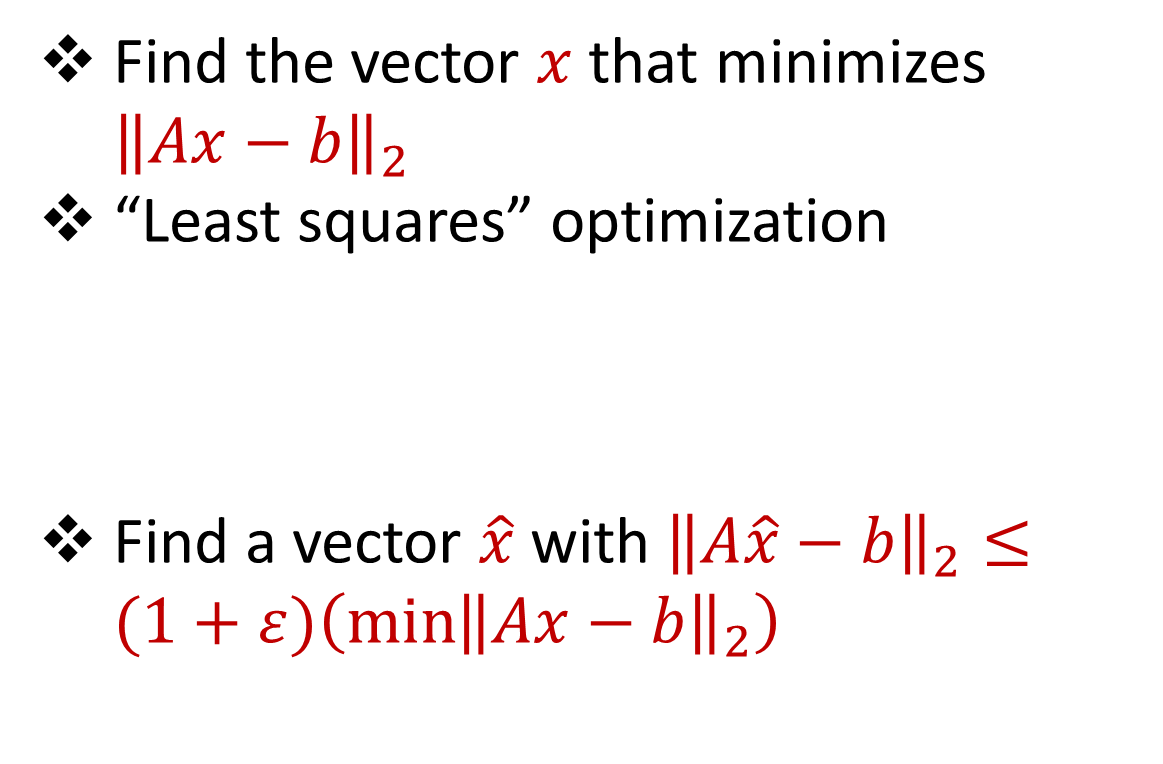 ❖ Find the vector 𝑥 that minimizes
‖𝐴𝑥 − 𝑏‖₂
❖ “Least squares” optimization
❖ Find a vector 𝑥̂ with ‖𝐴𝑥̂ − 𝑏‖₂ ≤
(1 + 𝜀)(min‖𝐴𝑥 − 𝑏‖₂)